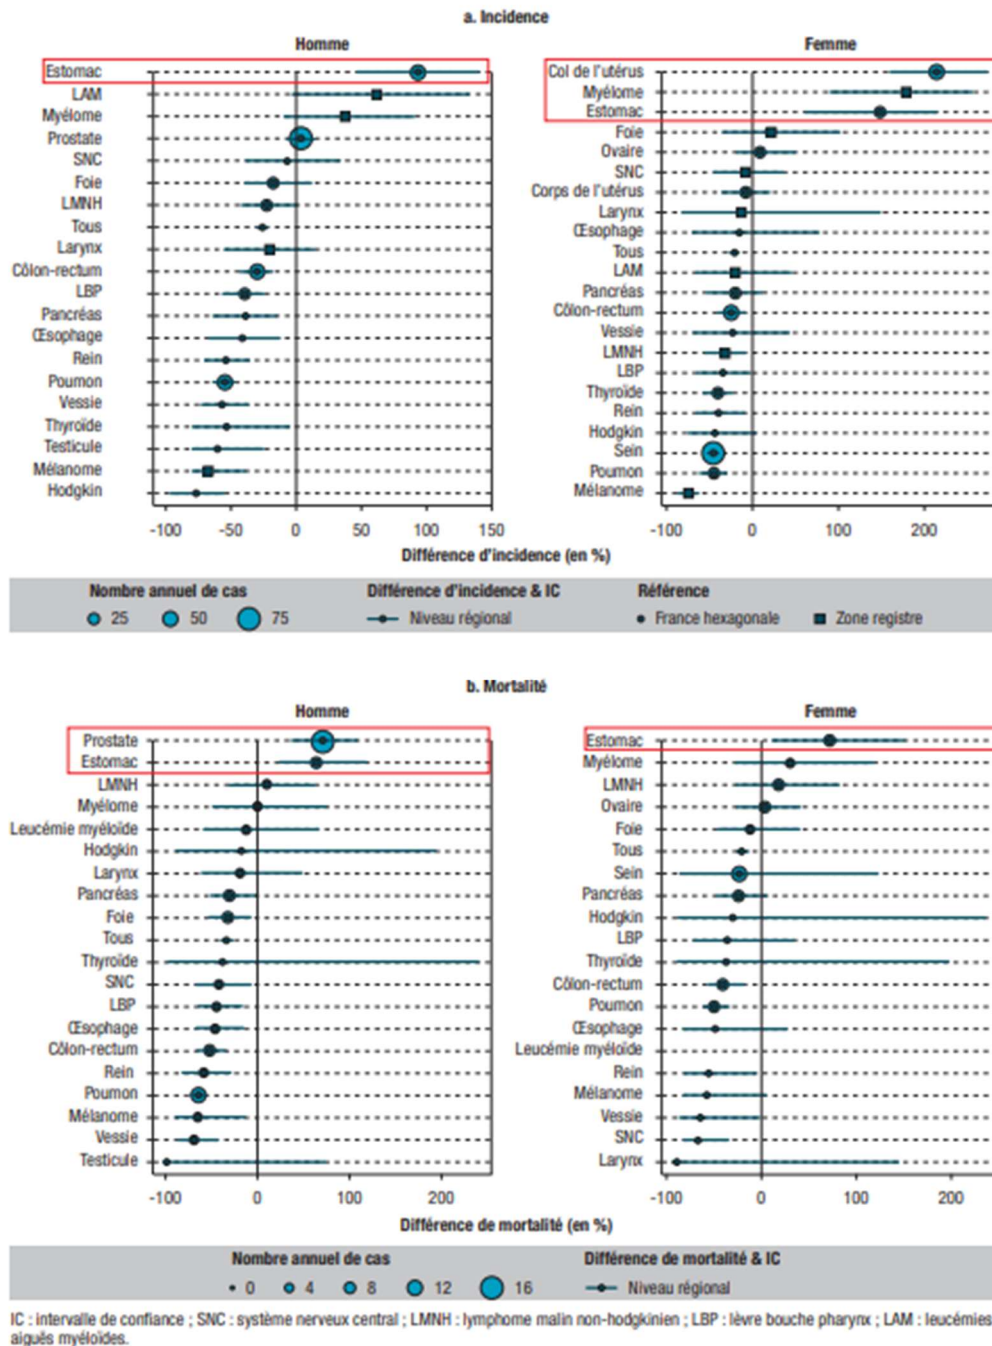 a. Incidence
Homme
Estomac
LAM
Myélome
Prostate
SNC
Foie
LMNH
Tous
Larynx
Côlon-rectum
LBP
Pancréas
Œsophage
Rein
Poumon
Vessie
Thyroïde
Testicule
Mélanome
Hodgkin
-100 -50 0 50 100 150
Femme
Col de l'utérus
Myélome
Estomac
Foie
Ovaire
SNC
Corps de l'utérus
Larynx
Œsophage
Tous
LAM
Pancréas
Côlon-rectum
Vessie
LMNH
LBP
Thyroïde
Rein
Hodgkin
Sein
Poumon
Mélanome
-100 0 100 200
Différence d'incidence (en %)
Nombre annuel de cas
25 50 75
Différence d'incidence & IC
Niveau régional
Référence
France hexagonale Zone registre
b. Mortalité
Homme
Prostate
Estomac
LMNH
Myélome
Leucémie myéloïde
Hodgkin
Larynx
Pancréas
Foie
Tous
Thyroïde
SNC
LBP
Œsophage
Côlon-rectum
Rein
Poumon
Mélanome
Vessie
Testicule
-100 0 100 200
Femme
Estomac
Myélome
LMNH
Ovaire
Foie
Tous
Sein
Pancréas
Hodgkin
LBP
Thyroïde
Côlon-rectum
Poumon
Œsophage
Leucémie myéloïde
Rein
Mélanome
Vessie
SNC
Larynx
-100 0 100 200
Différence de mortalité (en %)
Nombre annuel de cas
0 4 8 12 16
Différence de mortalité & IC
Niveau régional
IC : intervalle de confiance ; SNC : système nerveux central ; LMNH : lymphome malin non-hodgkinien ; LBP : lèvre bouche pharynx ; LAM : leucémies
aiguës myéloïdes.